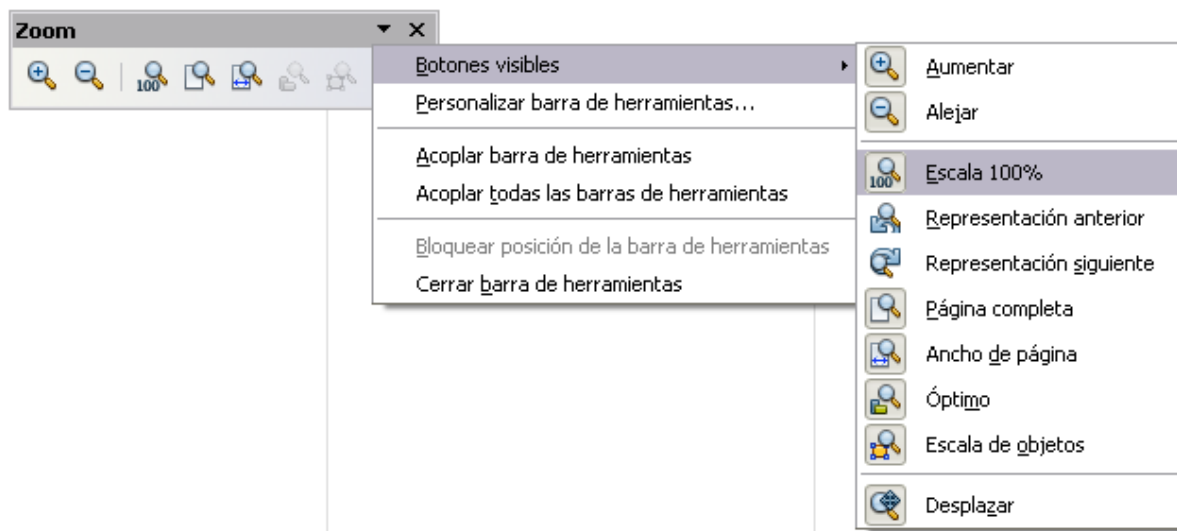 Zoom
100
Botones visibles
Personalizar barra de herramientas...
Acoplar barra de herramientas
Acoplar todas las barras de herramientas
Bloquear posición de la barra de herramientas
Cerrar barra de herramientas
Aumentar
Alejar
100
Escala 100%
Representación anterior
Representación siguiente
Página completa
Ancho de página
Óptimo
Escala de objetos
Desplazar